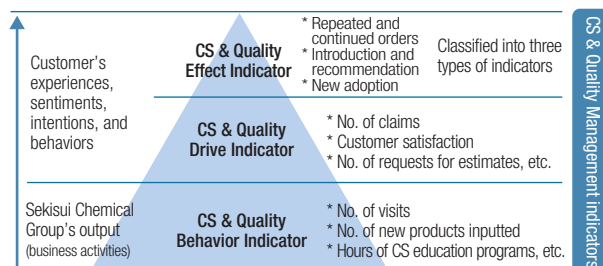 Customer's
experiences,
sentiments,
intentions, and
behaviors
CS & Quality
Effect Indicator
* Repeated and
continued orders
* Introduction and
recommendation
* New adoption
Classified into three
types of indicators
CS & Quality
Drive Indicator
* No. of claims
* Customer satisfaction
* No. of requests for estimates, etc.
Sekisui Chemical
Group's output
(business activities)
CS & Quality
Behavior Indicator
* No. of visits
* No. of new products inputted
* Hours of CS education programs, etc.
CS & Quality Management indicators